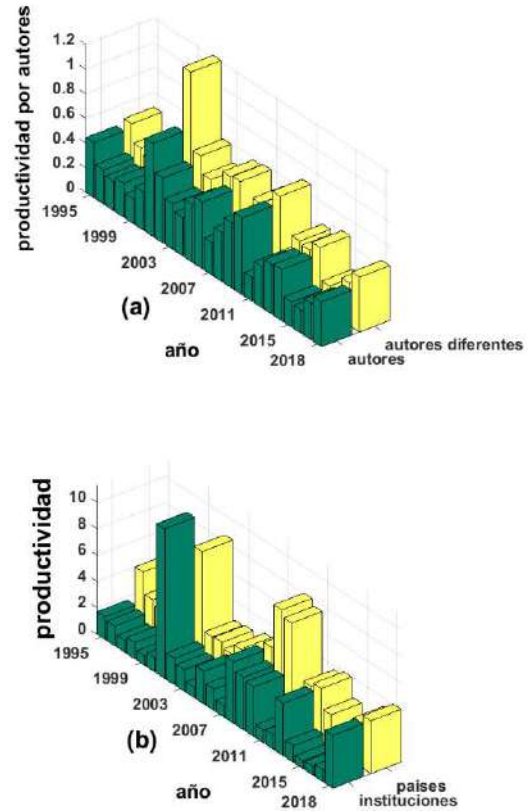 productividad por autores
1.2
1
0.8
0.6
0.4
0.2
0
1995
1999
2003
2007
2011
2015
2018
(a)
año
autores diferentes
autores
productividad
10
8
6
4
2
0
1995
1999
2003
2007
2011
2015
2018
(b)
año
países
instituciones